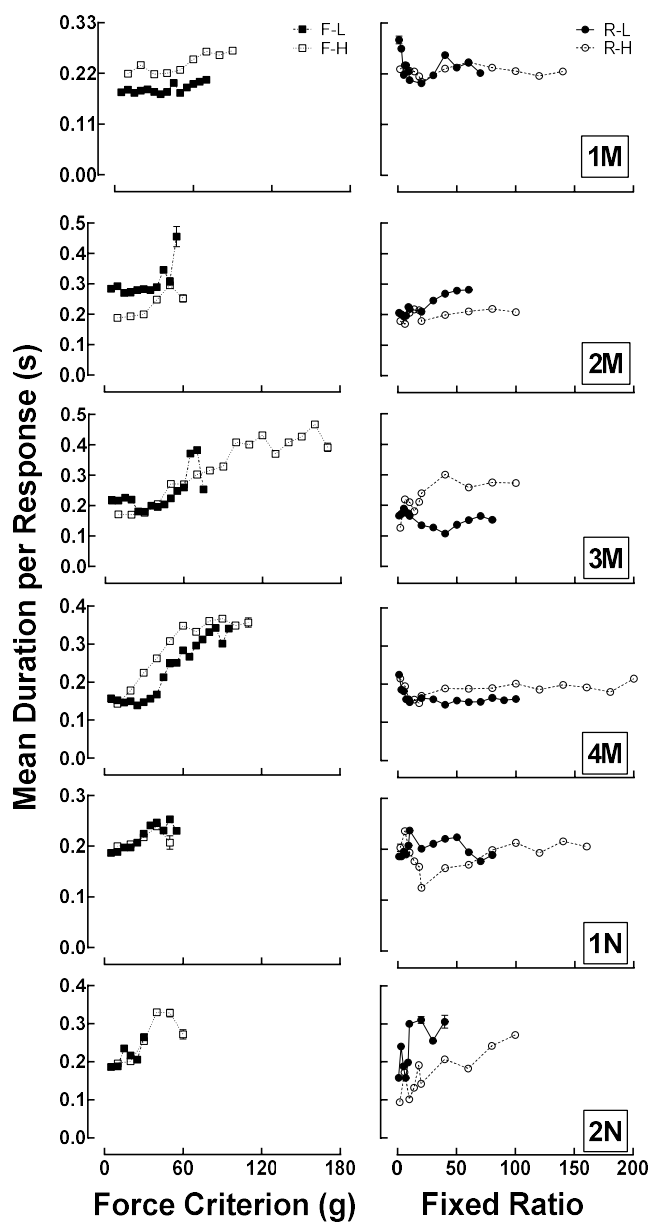 0.33
0.22
0.11
0.00
F-L
F-H
R-L
R-H
1M
0.5
0.4
0.3
0.2
0.1
0.0
2M
0.5
0.4
0.3
0.2
0.1
0.0
3M
0.4
0.3
0.2
0.1
0.0
4M
0.3
0.2
0.1
0.0
1N
0.4
0.3
0.2
0.1
0.0
2N
0 60 120 180
0 50 100 150 200
Mean Duration per Response (s)
Force Criterion (g)
Fixed Ratio